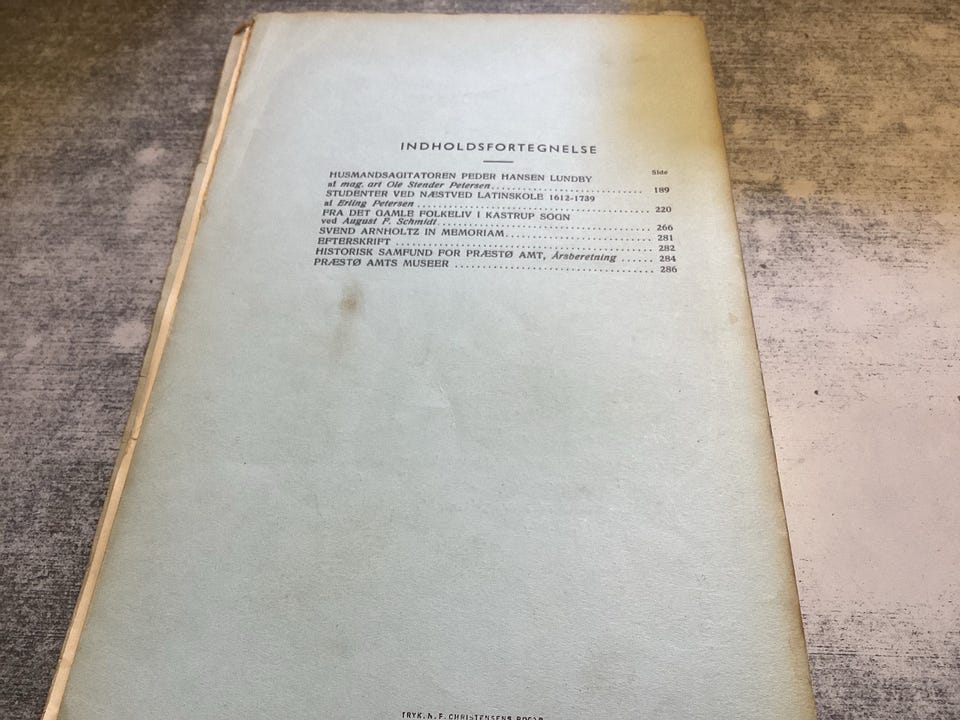 INDHOLDSFORTEGNELSE
Side
HUSMANDSAGITATOREN PEDER HANSEN LUNDBY
af mag. art Ole Stender Petersen 189
STUDENTER VED NÆSTVED LATINSKOLE 1612-1739
af Erling Petersen 220
FRA DET GAMLE FOLKELIV I KASTRUP SOGN
ved August F. Schmidt 266
SVEND ARNHOLTZ IN MEMORIAM 281
EFTERSKRIFT 282
HISTORISK SAMFUND FOR PRÆSTØ AMT, Årsberetning 284
PRÆSTØ AMTS MUSEER 286
TRYK. CHRISTENSENS